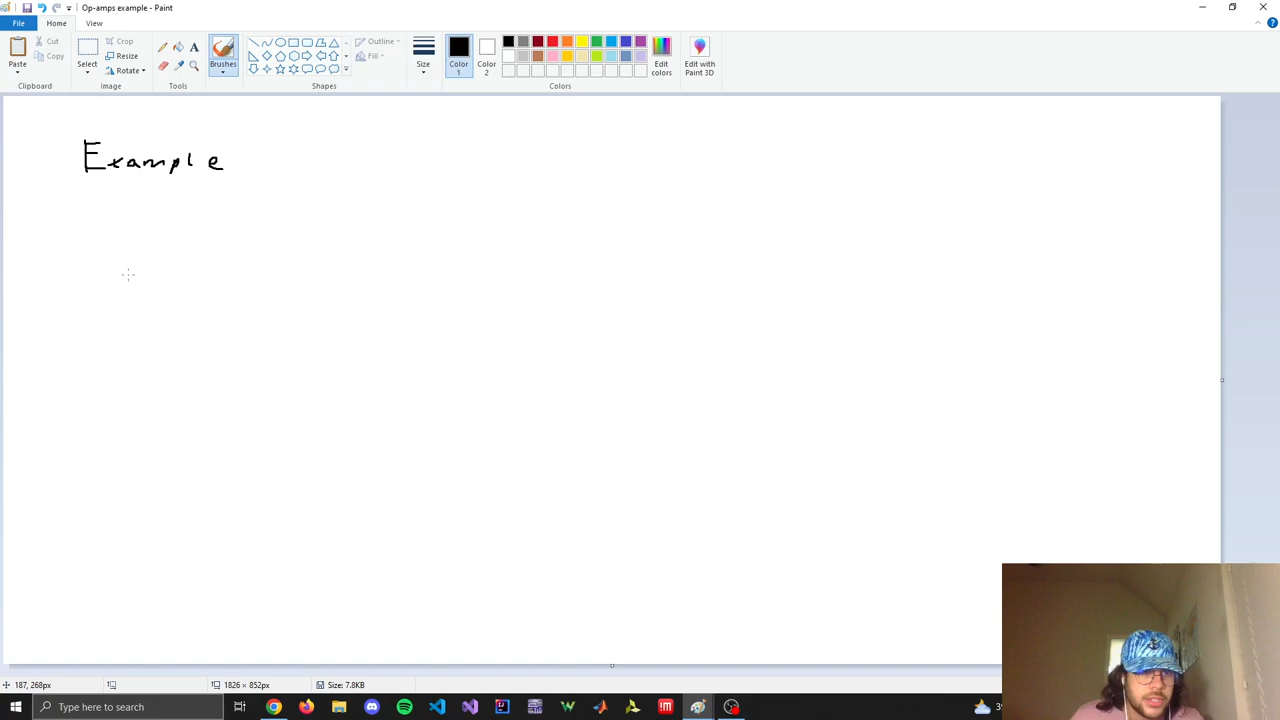 Op-amps example - Paint
File Home View
Paste Cut Copy
Select Crop Resize Rotate
Brushes
Size
Outline
Fill
Color 1
Color 2
Edit colors
Edit with Paint 3D
Clipboard Image Tools Shapes Colors
Example
187, 268px 1826 × 852px Size: 7.8KB
Type here to search